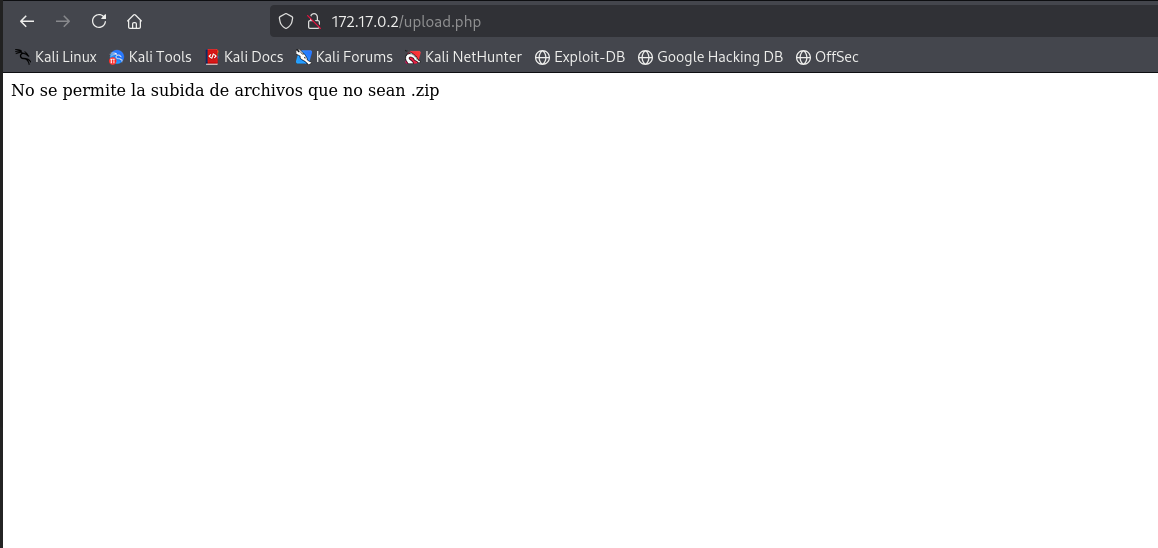 172.17.0.2/upload.php
Kali Linux Kali Tools Kali Docs Kali Forums Kali NetHunter Exploit-DB Google Hacking DB OffSec
No se permite la subida de archivos que no sean .zip